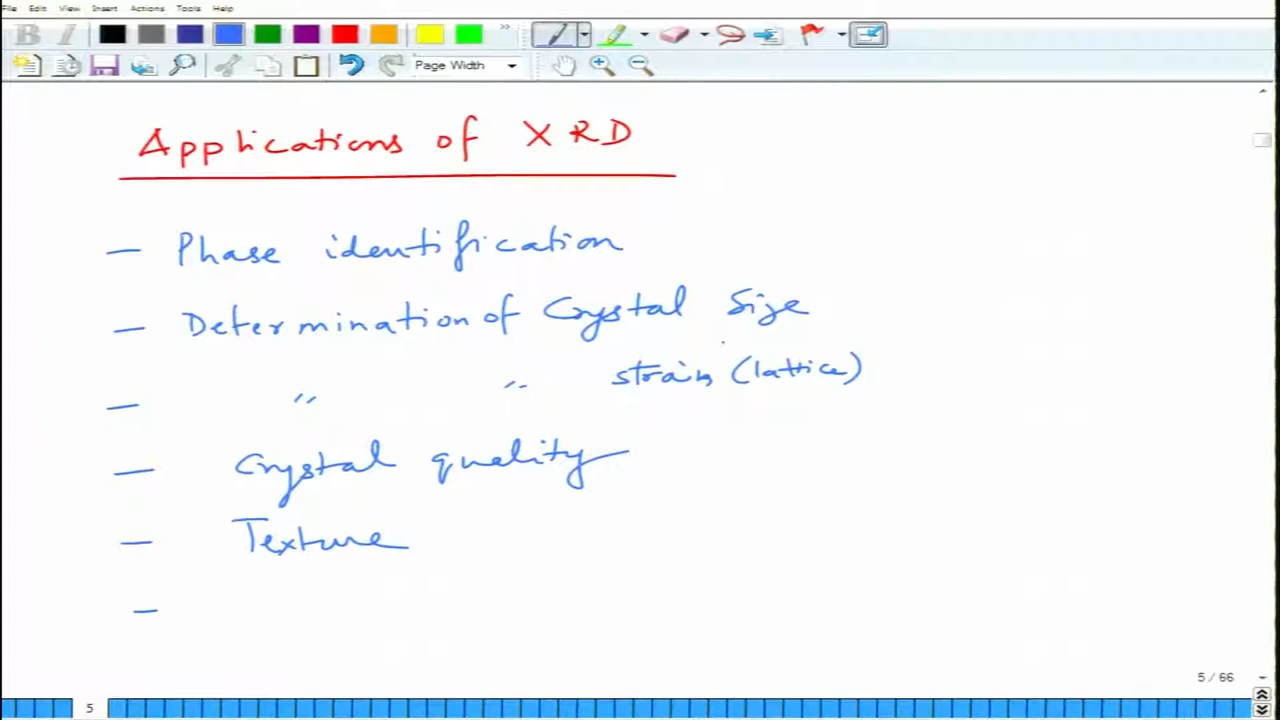 File Edit View Insert Actions Tools Help
B I
Page Width
Applications of XRD
— Phase identification
— Determination of Crystal Size
— " " strain (lattice)
— Crystal quality
— Texture
—
5 / 66
5